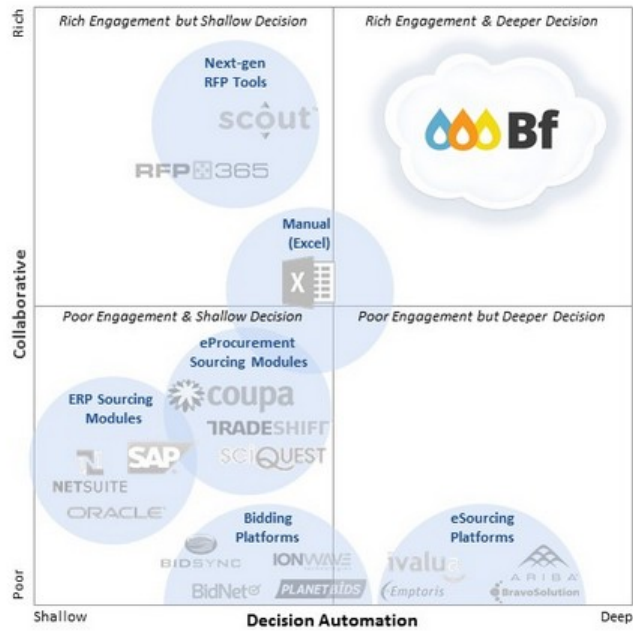 Rich
Rich Engagement but Shallow Decision
Rich Engagement & Deeper Decision
Next-gen
RFP Tools
scout
RFP 365
Bf
Manual
(Excel)
X
Collaborative
Poor Engagement & Shallow Decision
Poor Engagement but Deeper Decision
eProcurement
Sourcing Modules
coupa
TRADESHIFT
SCIQUEST
ERP Sourcing
Modules
SAP
N
NETSUITE
ORACLE
Bidding
Platforms
BIDSYNC
IONWAVE
BidNet
PLANETBIDS
eSourcing
Platforms
ivalua
ARIBA
Emptoris
BravoSolution
Poor
Shallow
Decision Automation
Deep